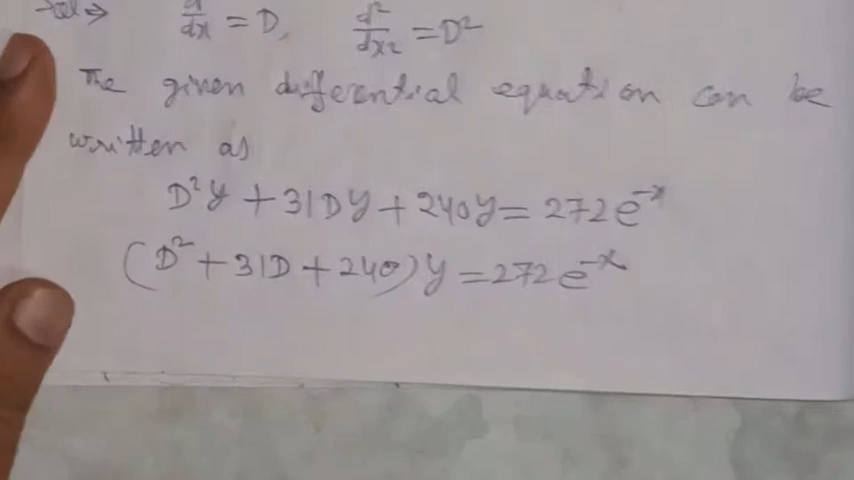 Sol ⇒ d/dx = D, d²/dx² = D²
The given differential equation can be
written as
D²y + 31Dy + 240y = 272e⁻ˣ
(D² + 31D + 240)y = 272e⁻ˣ